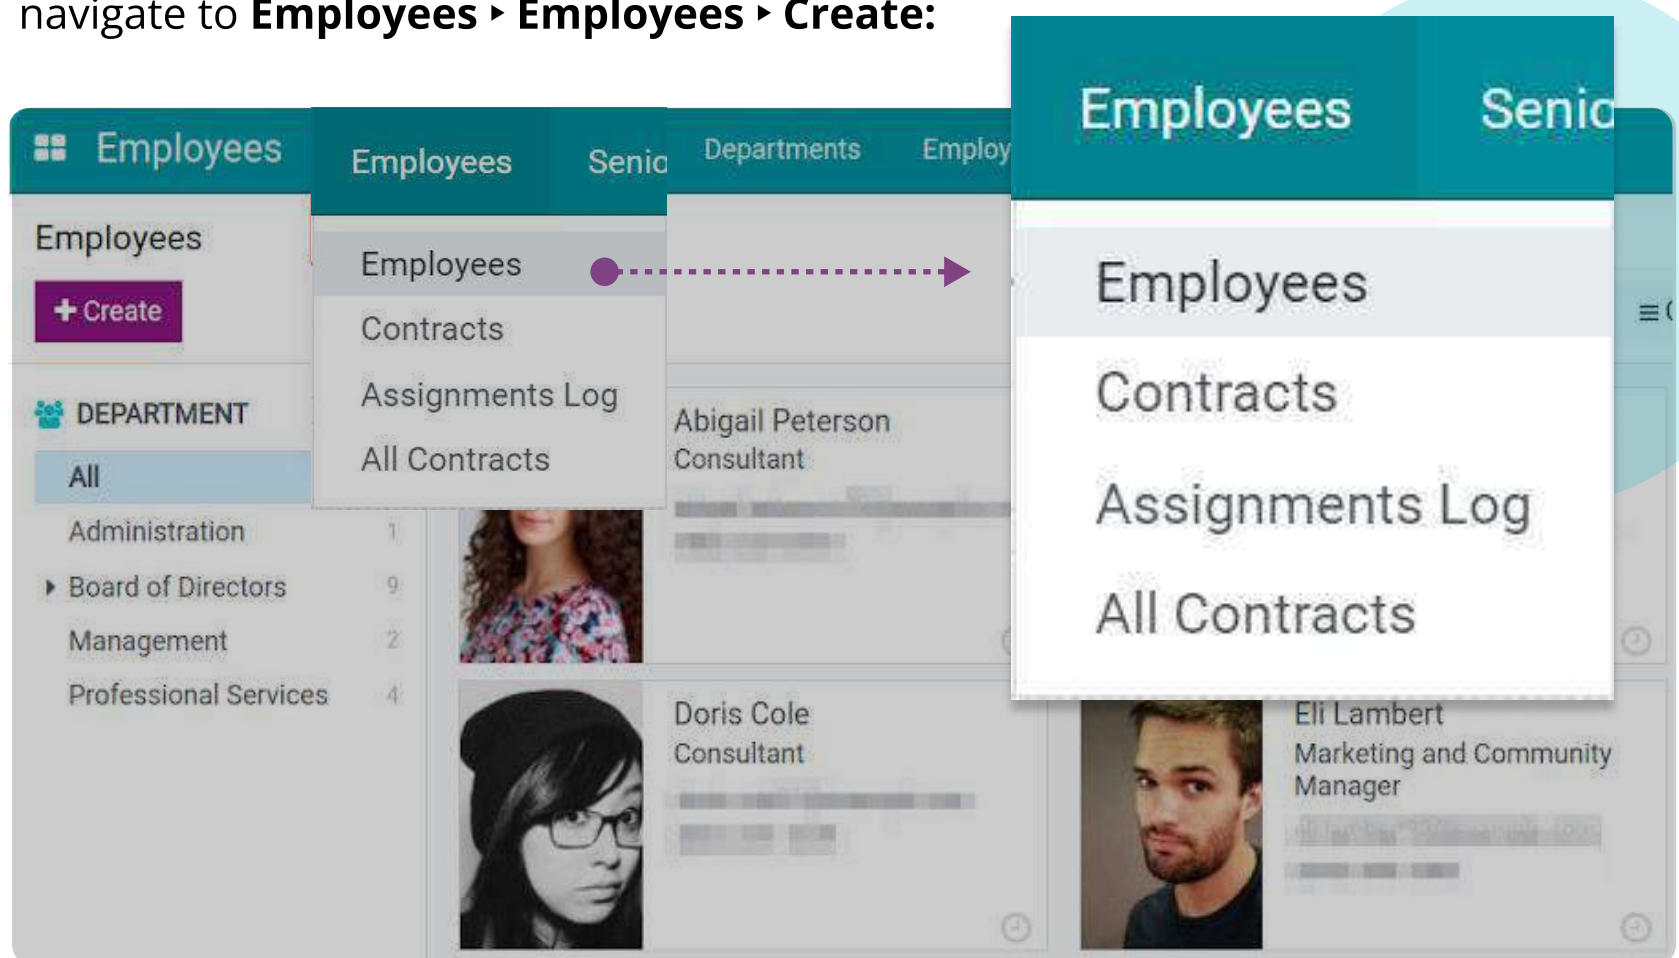 navigate to Employees ‣ Employees ‣ Create:
Employees
Employees
Senio
Departments
Employ
Employees
+ Create
Employees
Contracts
Assignments Log
All Contracts
DEPARTMENT
All
Administration 1
Board of Directors 9
Management 2
Professional Services 4
Abigail Peterson
Consultant
Doris Cole
Consultant
Eli Lambert
Marketing and Community
Manager
Employees
Senio
Employees
Contracts
Assignments Log
All Contracts